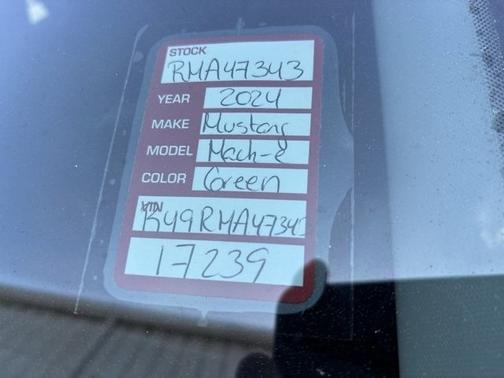 STOCK
RMA47343
YEAR 2024
MAKE Mustang
MODEL Mach-e
COLOR Green
VIN K49RMA47343
17239